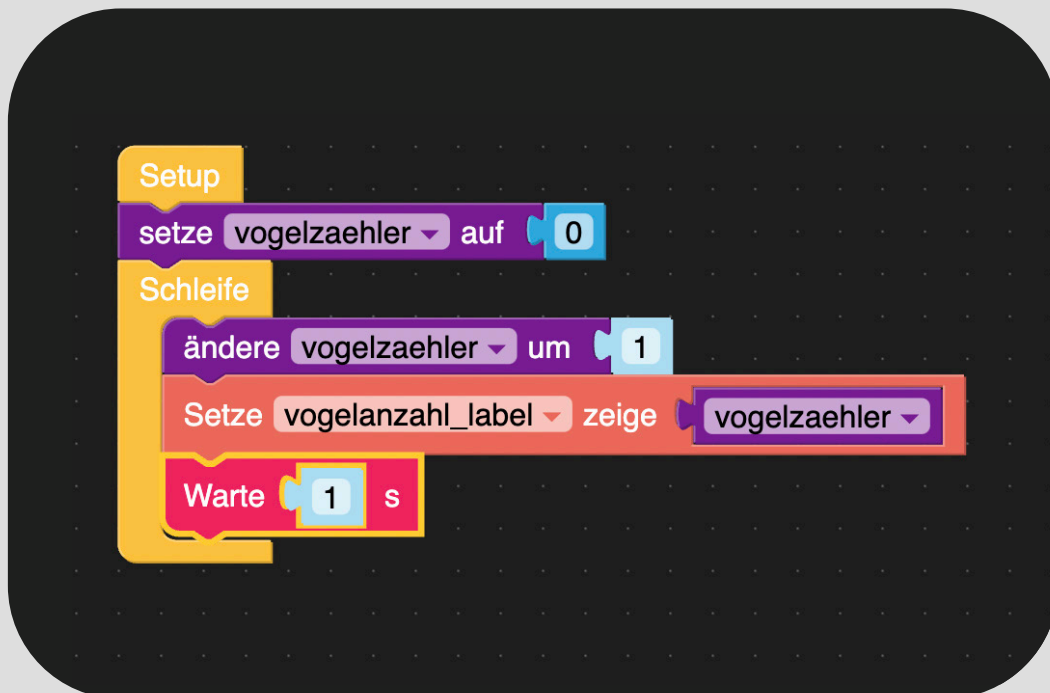 Setup
setze vogelzaehler auf 0
Schleife
ändere vogelzaehler um 1
Setze vogelanzahl_label zeige vogelzaehler
Warte 1 s